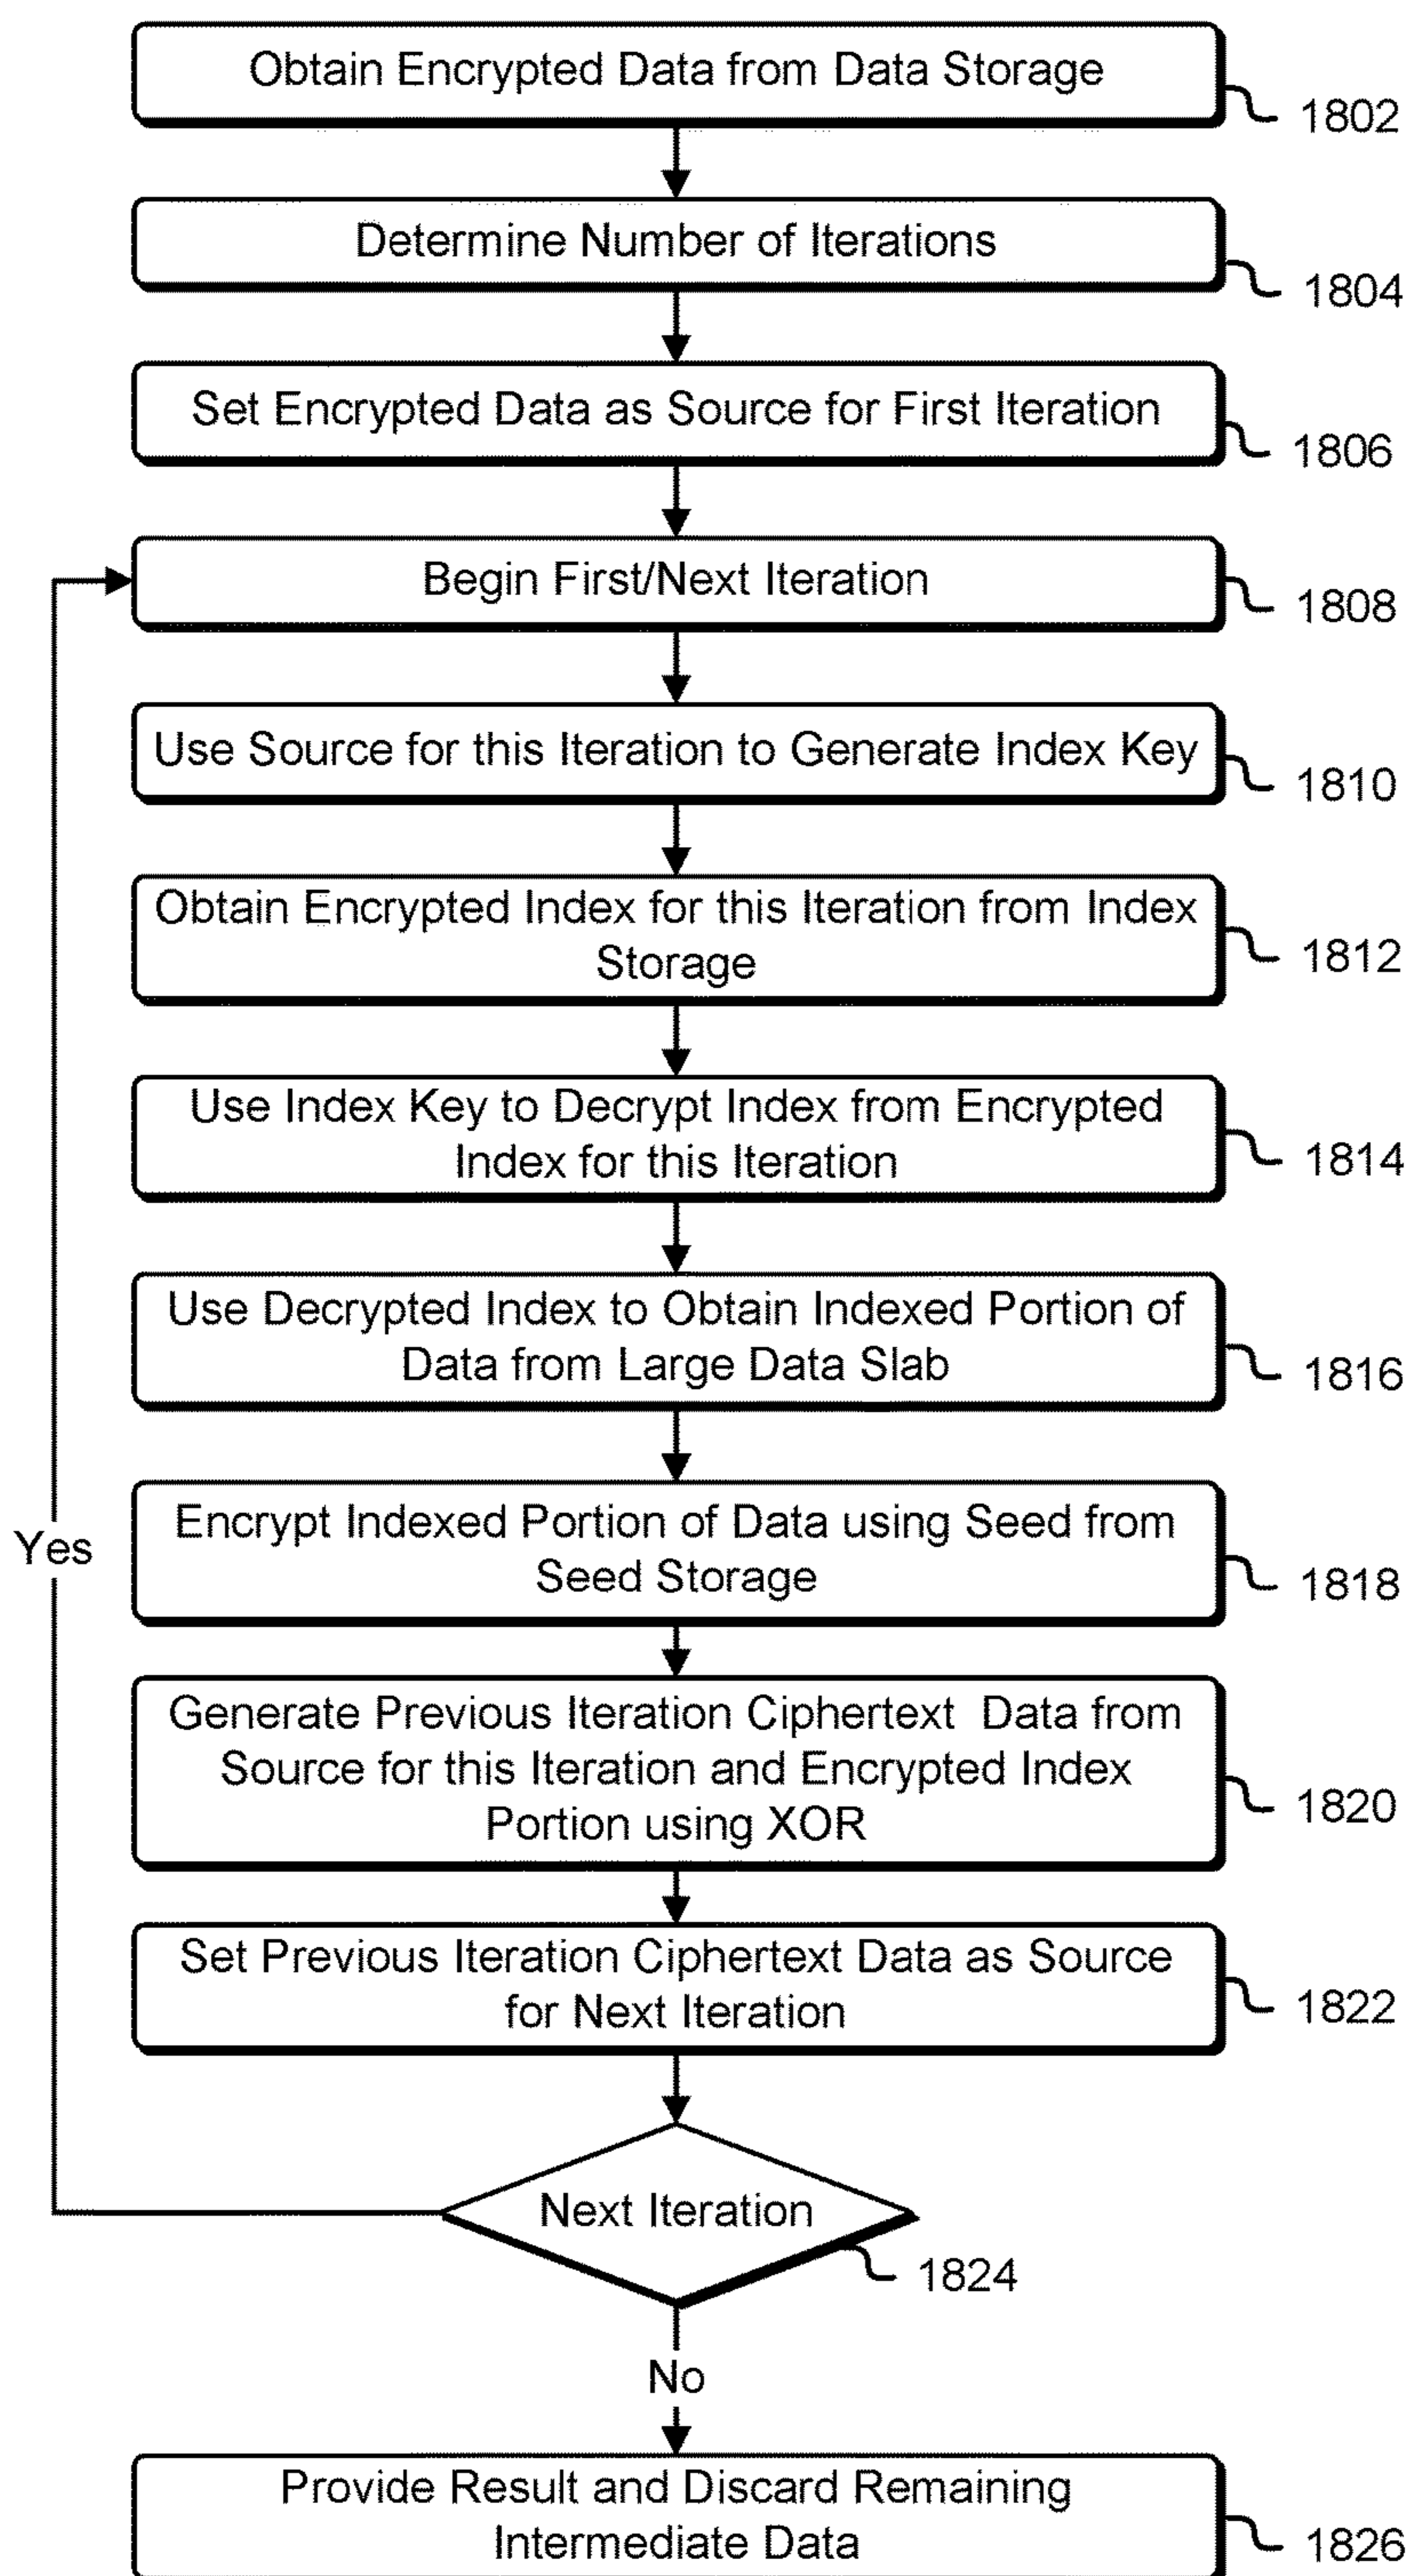 Obtain Encrypted Data from Data Storage
1802
Determine Number of Iterations
1804
Set Encrypted Data as Source for First Iteration
1806
Begin First/Next Iteration
1808
Use Source for this Iteration to Generate Index Key
1810
Obtain Encrypted Index for this Iteration from Index
Storage
1812
Use Index Key to Decrypt Index from Encrypted
Index for this Iteration
1814
Use Decrypted Index to Obtain Indexed Portion of
Data from Large Data Slab
1816
Encrypt Indexed Portion of Data using Seed from
Seed Storage
1818
Yes
Generate Previous Iteration Ciphertext Data from
Source for this Iteration and Encrypted Index
Portion using XOR
1820
Set Previous Iteration Ciphertext Data as Source
for Next Iteration
1822
Next Iteration
1824
No
Provide Result and Discard Remaining
Intermediate Data
1826